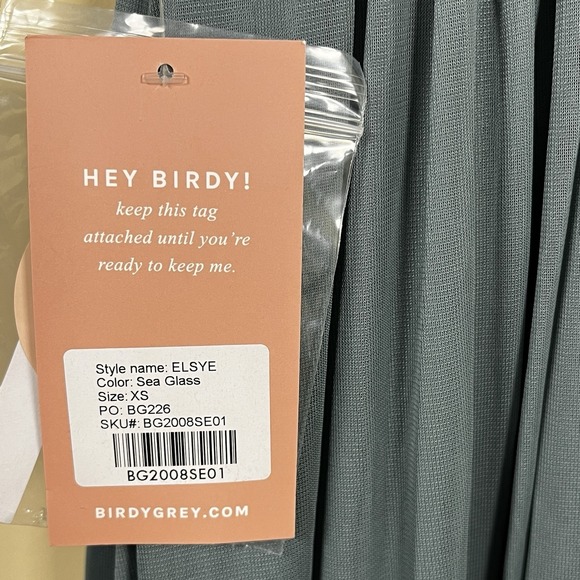 HEY BIRDY!
keep this tag
attached until you're
ready to keep me.
Style name: ELSYE
Color: Sea Glass
Size: XS
PO: BG226
SKU#: BG2008SE01
BG2008SE01
BIRDYGREY.COM